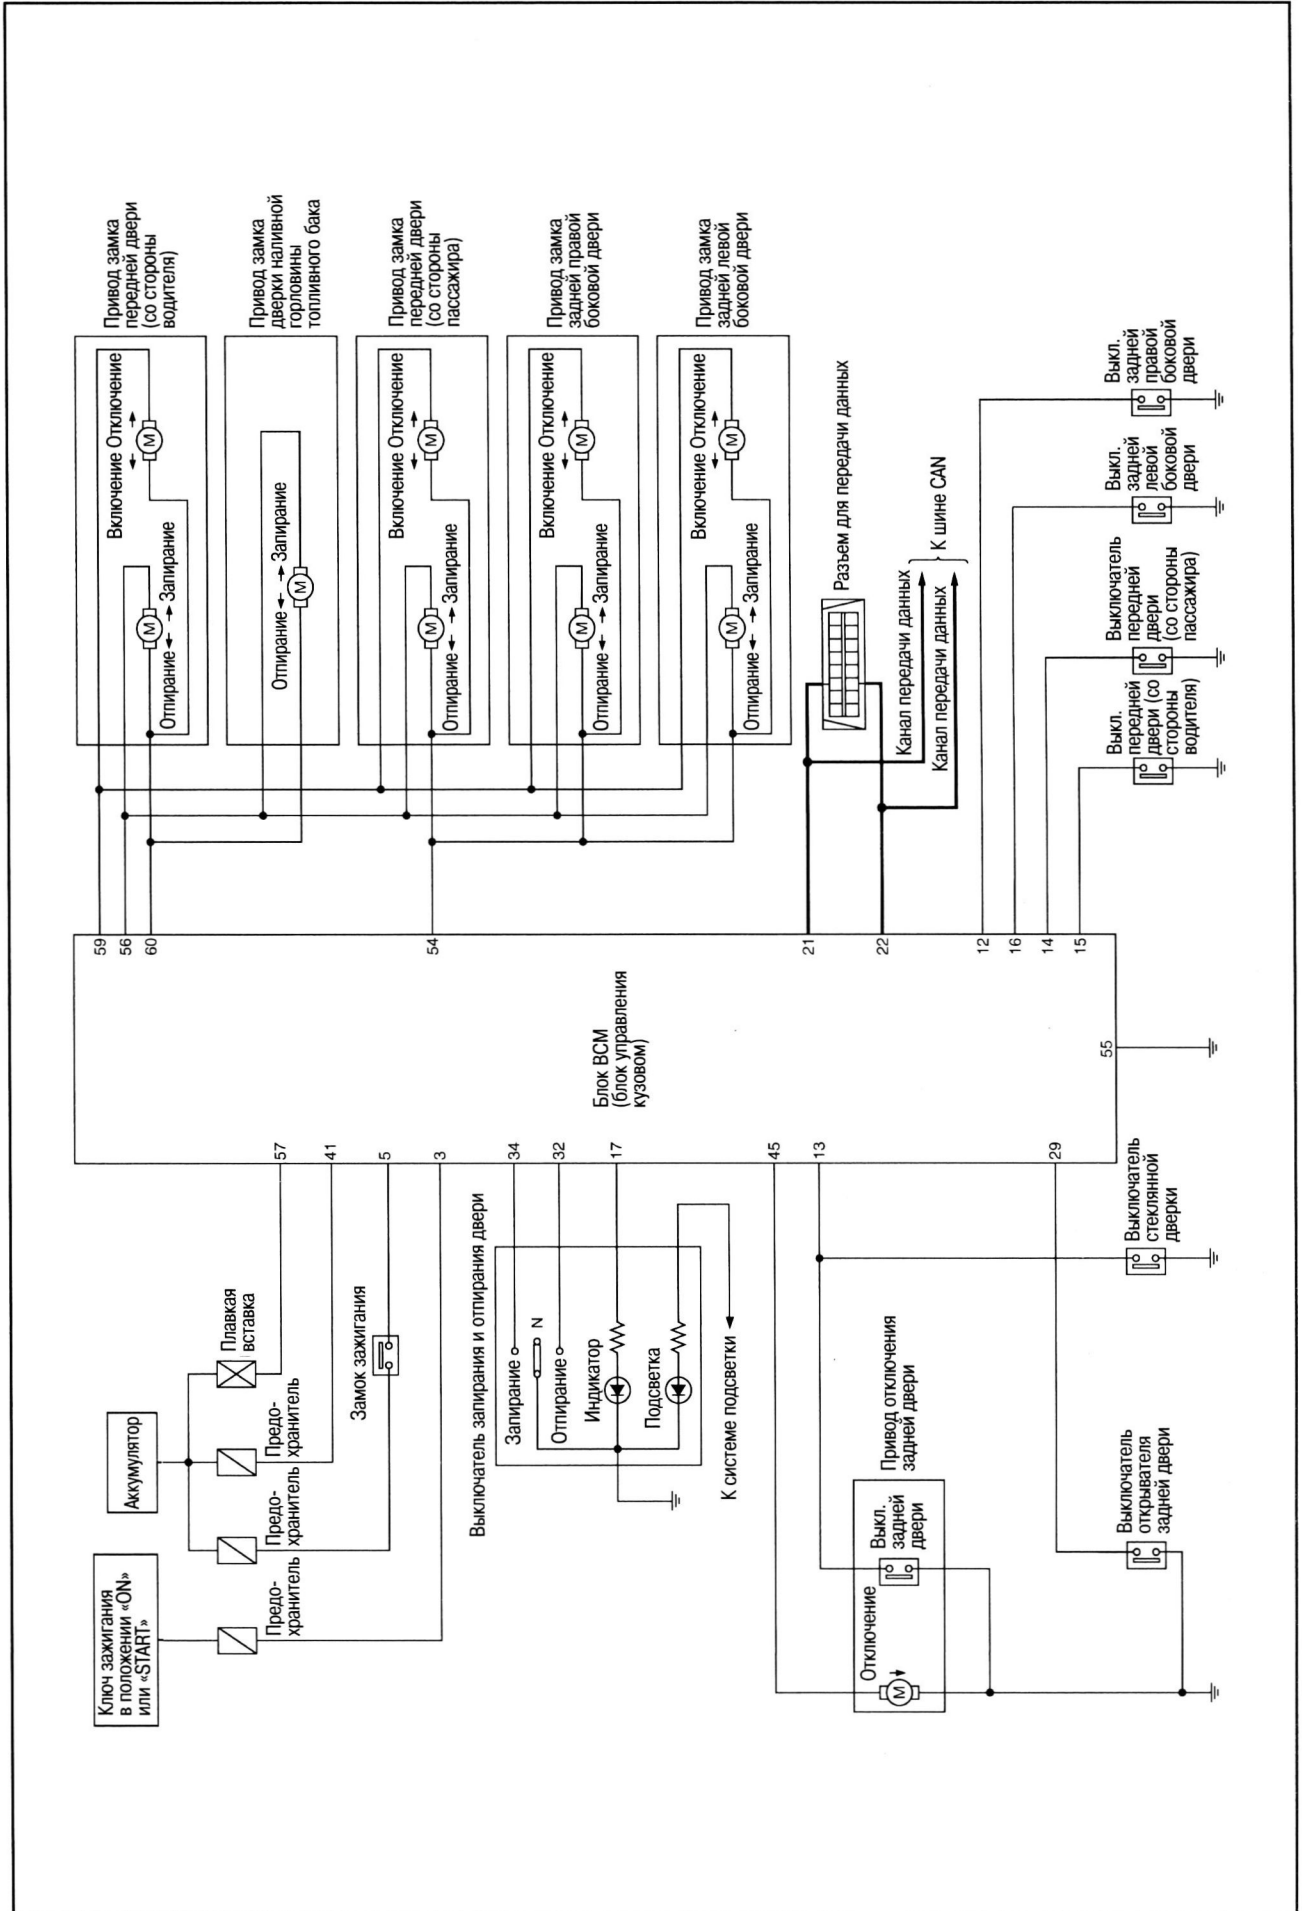 Ключ зажигания
в положении «ON»
или «START»
Аккумулятор
Плавкая
вставка
Предо-
хранитель
Предо-
хранитель
Предо-
хранитель
Замок зажигания
57
41
5
3
Выключатель запирания и отпирания двери
Запирание
N
Отпирание
Индикатор
Подсветка
К системе подсветки
34
32
17
45
13
29
Привод отключения
задней двери
Отключение
M
Выкл.
задней
двери
Выключатель
открывателя
задней двери
Выключатель
стеклянной
дверки
Блок BCM
(блок управления
кузовом)
55
59
56
60
54
21
22
12
16
14
15
Привод замка
передней двери
(со стороны
водителя)
Включение Отключение
M
M
Отпирание Запирание
Привод замка
дверки наливной
горловины
топливного бака
Отпирание Запирание
M
Привод замка
передней двери
(со стороны
пассажира)
Включение Отключение
M
M
Отпирание Запирание
Привод замка
задней правой
боковой двери
Включение Отключение
M
M
Отпирание Запирание
Привод замка
задней левой
боковой двери
Включение Отключение
M
M
Отпирание Запирание
Разъем для передачи данных
Канал передачи данных
Канал передачи данных
К шине CAN
Выкл.
передней
двери (со
стороны
водителя)
Выключатель
передней
двери
(со стороны
пассажира)
Выкл.
задней
левой
боковой
двери
Выкл.
задней
правой
боковой
двери